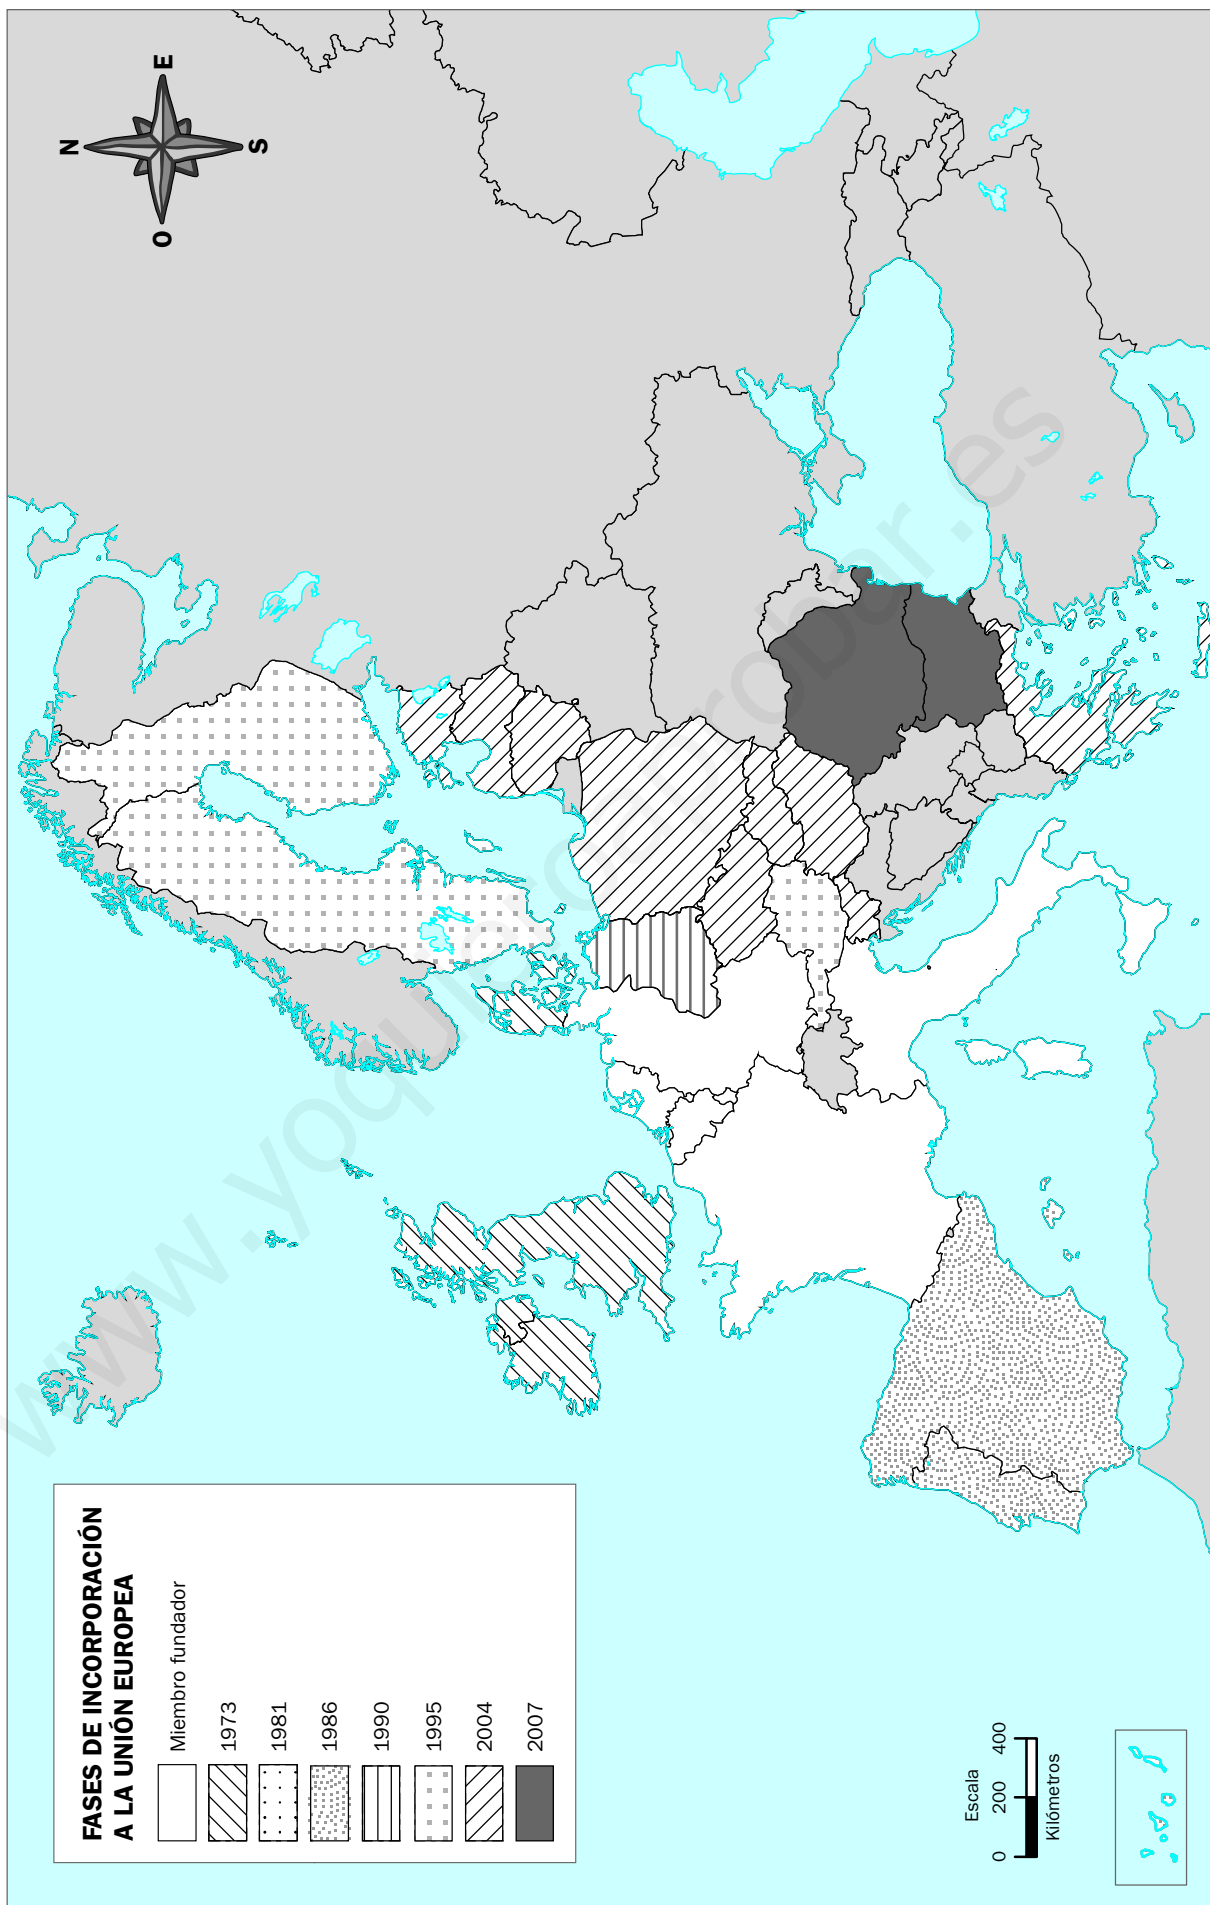 N
E
S
O
FASES DE INCORPORACIÓN
A LA UNIÓN EUROPEA
Miembro fundador
1973
1981
1986
1990
1995
2004
2007
Escala
0 200 400
Kilómetros
www.yoquieroaprobar.es